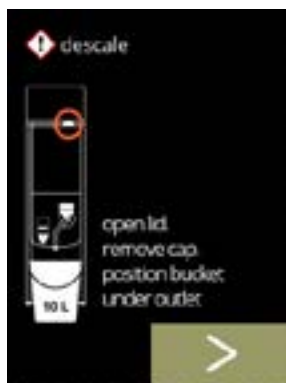 descale
open lid.
remove cap.
position bucket
under outlet
10 L